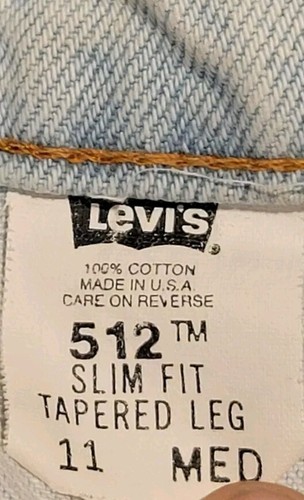 LEVI'S®
100% COTTON
MADE IN U.S.A.
CARE ON REVERSE
512™
SLIM FIT
TAPERED LEG
11 MED